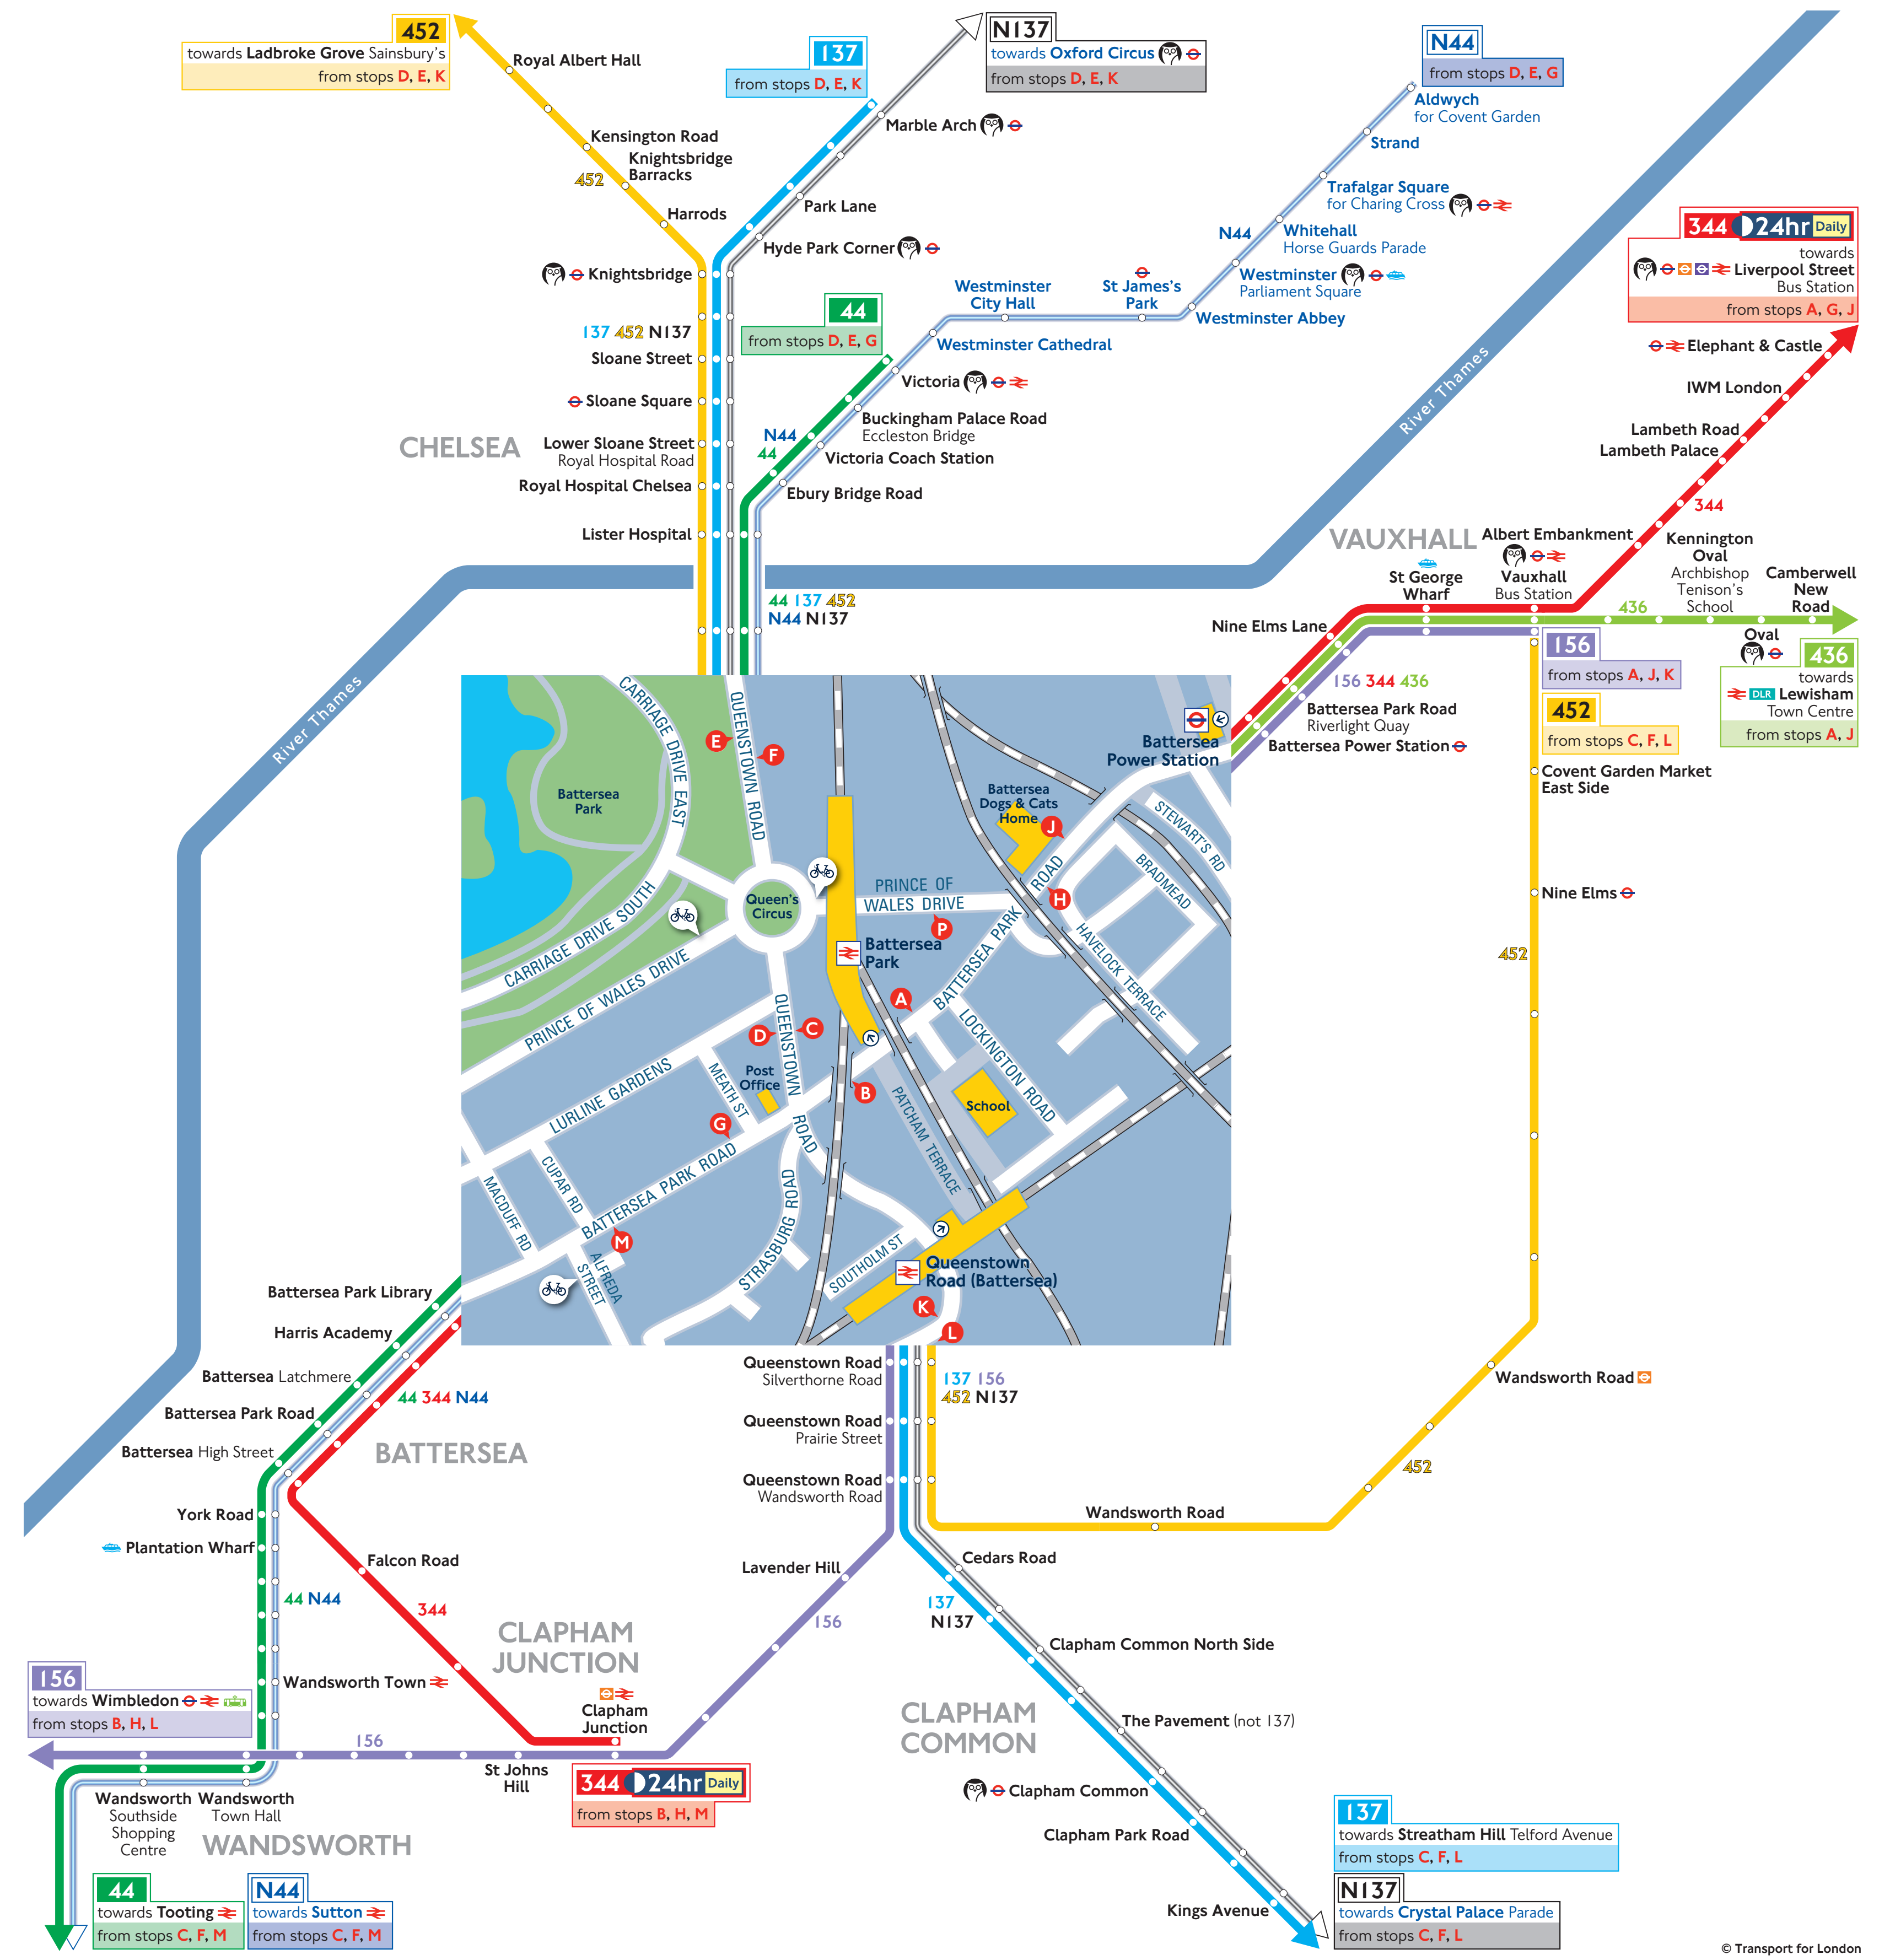 452
towards Ladbroke Grove Sainsbury's
from stops D, E, K
Royal Albert Hall
Kensington Road
Knightsbridge
Barracks
452
Harrods
Knightsbridge
137
from stops D, E, K
N137
towards Oxford Circus
from stops D, E, K
Marble Arch
Park Lane
Hyde Park Corner
N44
from stops D, E, G
Aldwych
for Covent Garden
Strand
Trafalgar Square
for Charing Cross
Whitehall
Horse Guards Parade
N44
Westminster
Parliament Square
Westminster Abbey
St James's
Park
Westminster
City Hall
Westminster Cathedral
344 24hr Daily
towards
Liverpool Street
Bus Station
from stops A, G, J
Elephant & Castle
IWM London
Lambeth Road
Lambeth Palace
344
Albert Embankment
137 452 N137
Sloane Street
Sloane Square
Lower Sloane Street
Royal Hospital Road
Royal Hospital Chelsea
Lister Hospital
CHELSEA
44
from stops D, E, G
Victoria
Buckingham Palace Road
Eccleston Bridge
N44
44
Victoria Coach Station
Ebury Bridge Road
River Thames
44 137 452
N44 N137
VAUXHALL
St George
Wharf
Vauxhall
Bus Station
Kennington
Oval
Archbishop
Tenison's
School
Camberwell
New
Road
436
Oval
Nine Elms Lane
156 344 436
Battersea Park Road
Riverlight Quay
Battersea Power Station
156
from stops A, J, K
452
from stops C, F, L
436
towards
Lewisham
DLR
Town Centre
from stops A, J
Covent Garden Market
East Side
Nine Elms
452
Wandsworth Road
452
Wandsworth Road
River Thames
CARRIAGE DRIVE EAST
QUEENSTOWN ROAD
E
F
Battersea
Park
Battersea
Power Station
Battersea
Dogs & Cats
Home
J
STEWART'S RD
BRADMEAD
H
HAVELOCK TERRACE
Queen's
Circus
PRINCE OF
WALES DRIVE
P
BATTERSEA PARK ROAD
CARRIAGE DRIVE SOUTH
PRINCE OF WALES DRIVE
Battersea
Park
A
LOCKINGTON ROAD
QUEENSTOWN ROAD
D
C
Post
Office
B
School
PATCHAM TERRACE
LURLINE GARDENS
MEATH ST
G
CUPAR RD
BATTERSEA PARK ROAD
MACDUFF RD
M
ALFREDA
STREET
STRASBURG ROAD
SOUTHOLM ST
Queenstown
Road (Battersea)
K
L
Battersea Park Library
Harris Academy
Battersea Latchmere
Battersea Park Road
Battersea High Street
44 344 N44
BATTERSEA
York Road
Plantation Wharf
44 N44
Wandsworth Town
Falcon Road
344
CLAPHAM
JUNCTION
Clapham
Junction
344 24hr Daily
from stops B, H, M
156
towards Wimbledon
from stops B, H, L
156
St Johns
Hill
Wandsworth
Southside
Shopping
Centre
Wandsworth
Town Hall
WANDSWORTH
44
towards Tooting
from stops C, F, M
N44
towards Sutton
from stops C, F, M
Queenstown Road
Silverthorne Road
137 156
452 N137
Queenstown Road
Prairie Street
Queenstown Road
Wandsworth Road
Lavender Hill
156
Cedars Road
137
N137
Clapham Common North Side
CLAPHAM
COMMON
The Pavement (not 137)
Clapham Common
Clapham Park Road
Kings Avenue
137
towards Streatham Hill Telford Avenue
from stops C, F, L
N137
towards Crystal Palace Parade
from stops C, F, L
© Transport for London